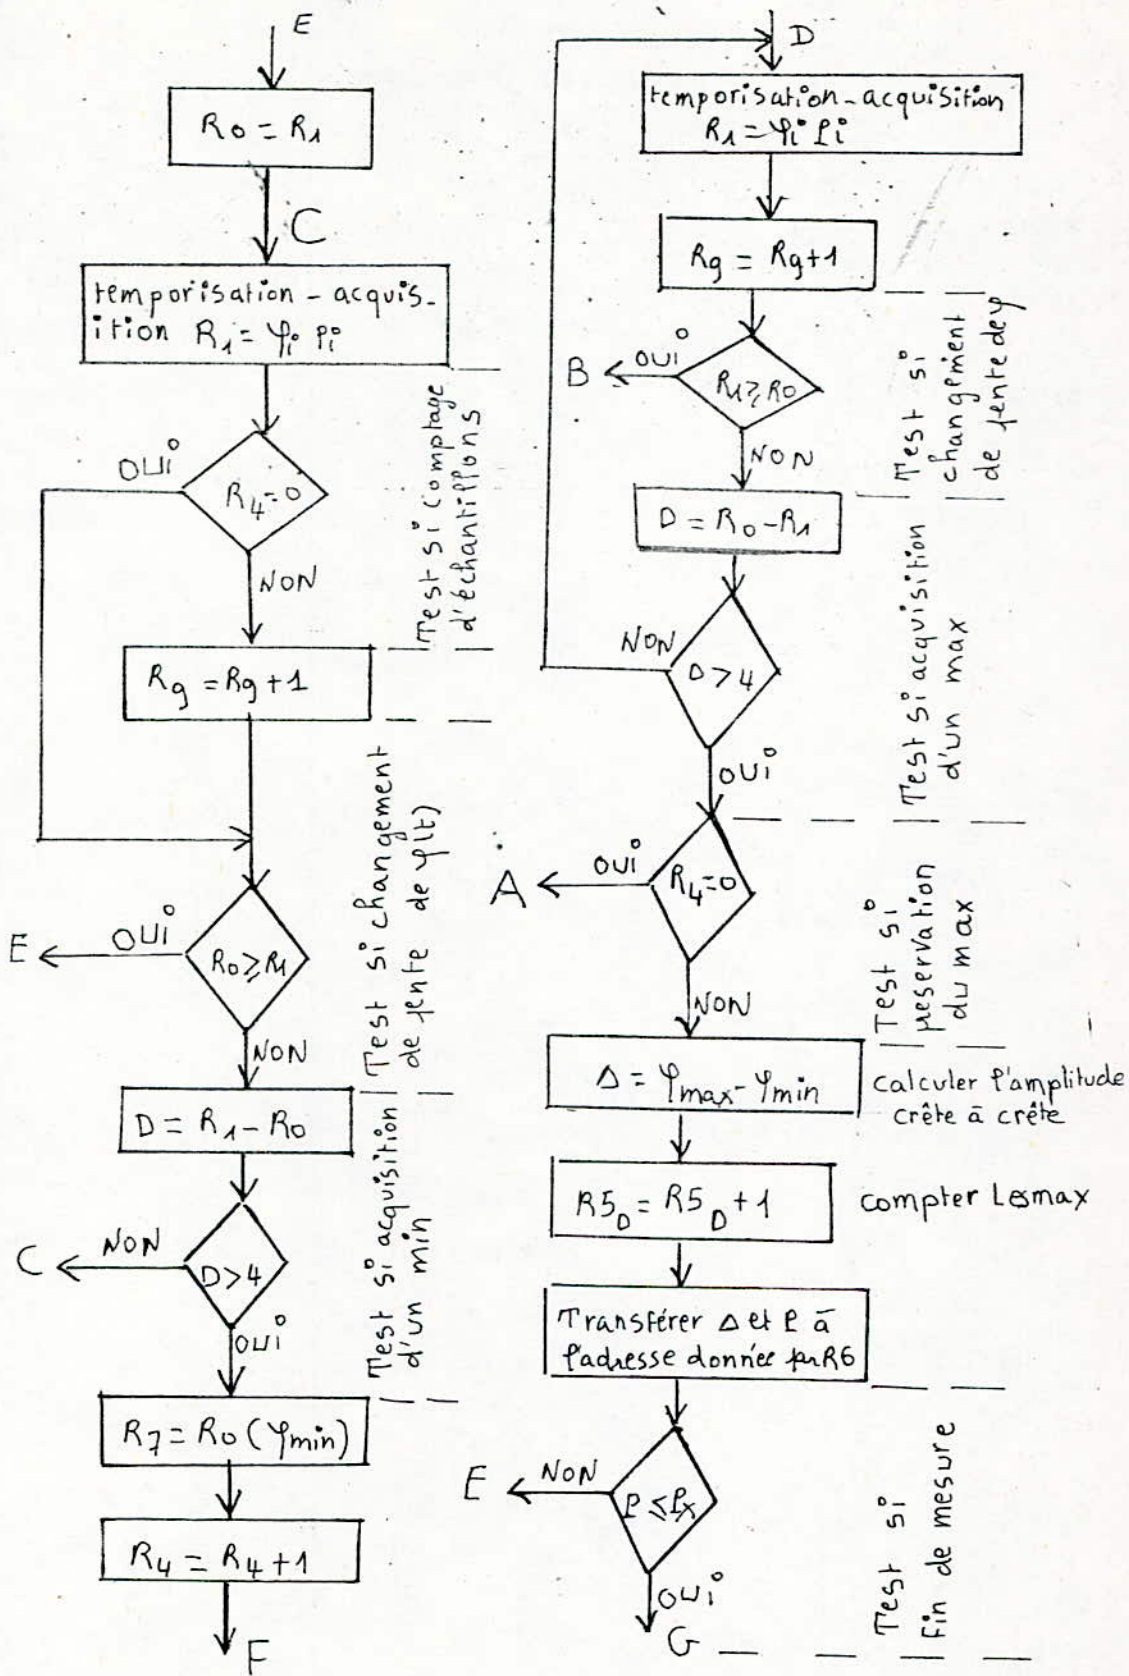 E
R0 = R1
C
temporisation - acquis-
ition R1 = φi Pi
OUI
R4=0
NON
Test si comptage
d'échantillons
Rg = Rg + 1
Test si changement
de pente de φ(t)
E
OUI
R0 ≥ R1
NON
D = R1 - R0
Test si acquisition
d'un min
C
NON
D > 4
OUI
R7 = R0 (φmin)
R4 = R4 + 1
F
D
temporisation - acquisition
R1 = φi Pi
Rg = Rg+1
B
OUI
R1 ≥ R0
NON
Test si
changement
de pente de φ
D = R0 - R1
NON
D > 4
OUI
Test si acquisition
d'un max
A
OUI
R4=0
NON
Test si
préservation
du max
Δ = φmax - φmin
calculer l'amplitude
crête à crête
R5D = R5D + 1
compter Les max
Transférer Δ et P à
l'adresse donnée par R6
E
NON
P ≤ Px
OUI
G
Test si
fin de mesure